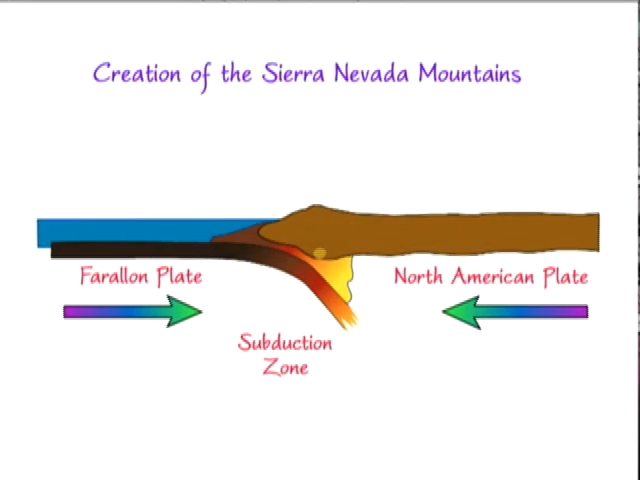 Creation of the Sierra Nevada Mountains
Farallon Plate
North American Plate
Subduction
Zone